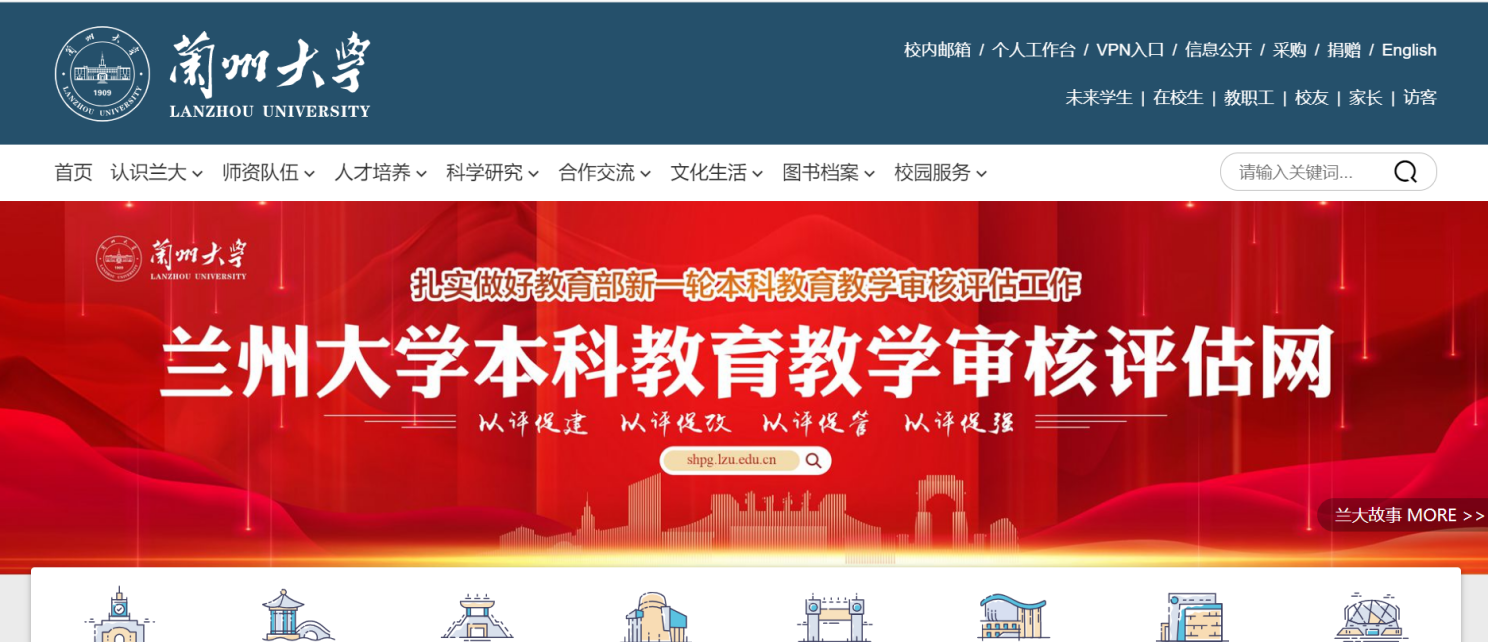 兰州大学
LANZHOU UNIVERSITY
1909
校内邮箱 / 个人工作台 / VPN入口 / 信息公开 / 采购 / 捐赠 / English
未来学生 | 在校生 | 教职工 | 校友 | 家长 | 访客
首页 认识兰大 师资队伍 人才培养 科学研究 合作交流 文化生活 图书档案 校园服务
请输入关键词...
兰州大学
LANZHOU UNIVERSITY
扎实做好教育部新一轮本科教育教学审核评估工作
兰州大学本科教育教学审核评估网
以评促建 以评促改 以评促管 以评促强
shpg.lzu.edu.cn
兰大故事 MORE >>